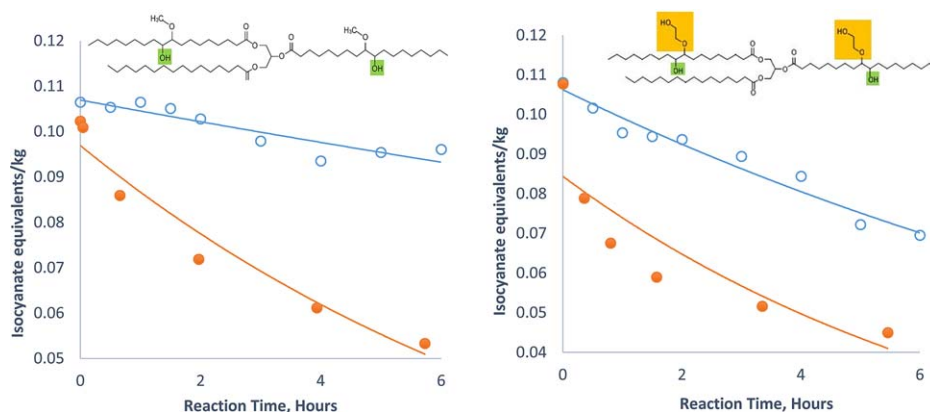 Isocyanate equivalents/kg
0.12
0.11
0.10
0.09
0.08
0.07
0.06
0.05
0 2 4 6
Reaction Time, Hours
CH₃
O
OH
O
O
O
O
O
O
O
CH₃
OH
Isocyanate equivalents/kg
0.12
0.11
0.10
0.09
0.08
0.07
0.06
0.05
0.04
0 2 4 6
Reaction Time, Hours
HO
O
OH
O
O
O
O
O
O
HO
O
OH